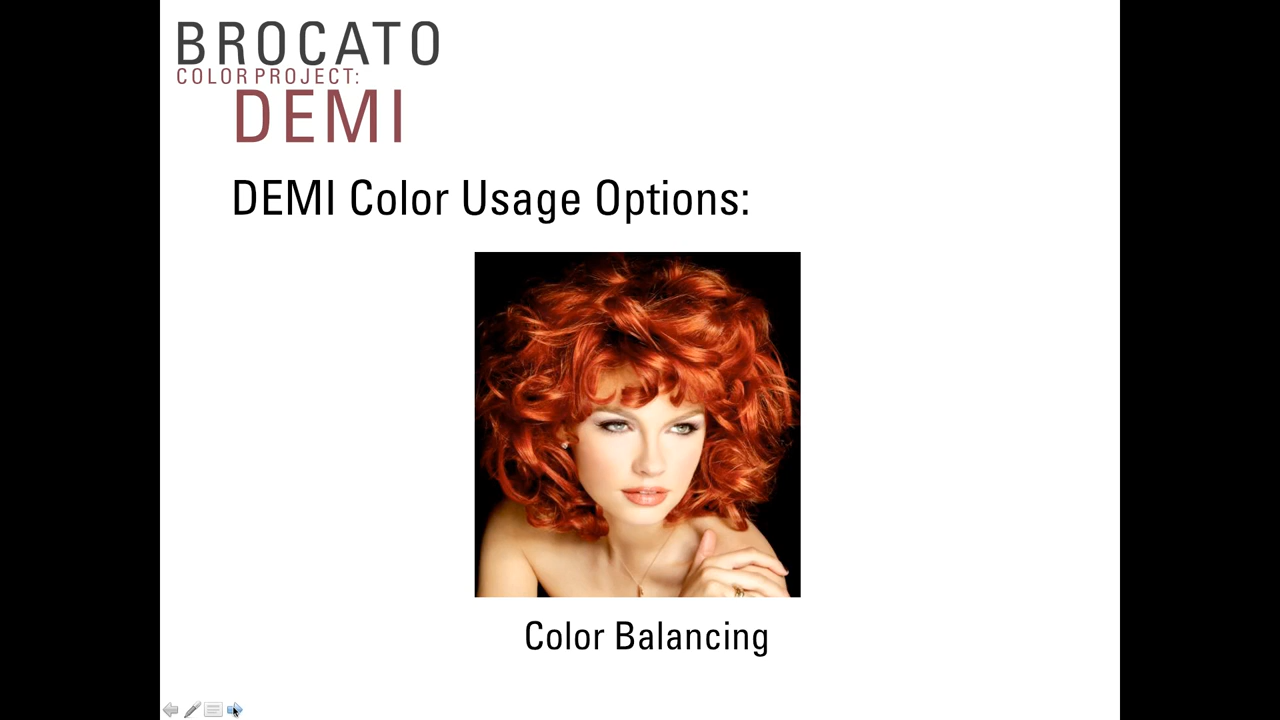 BROCATO
COLOR PROJECT:
DEMI
DEMI Color Usage Options:
Color Balancing